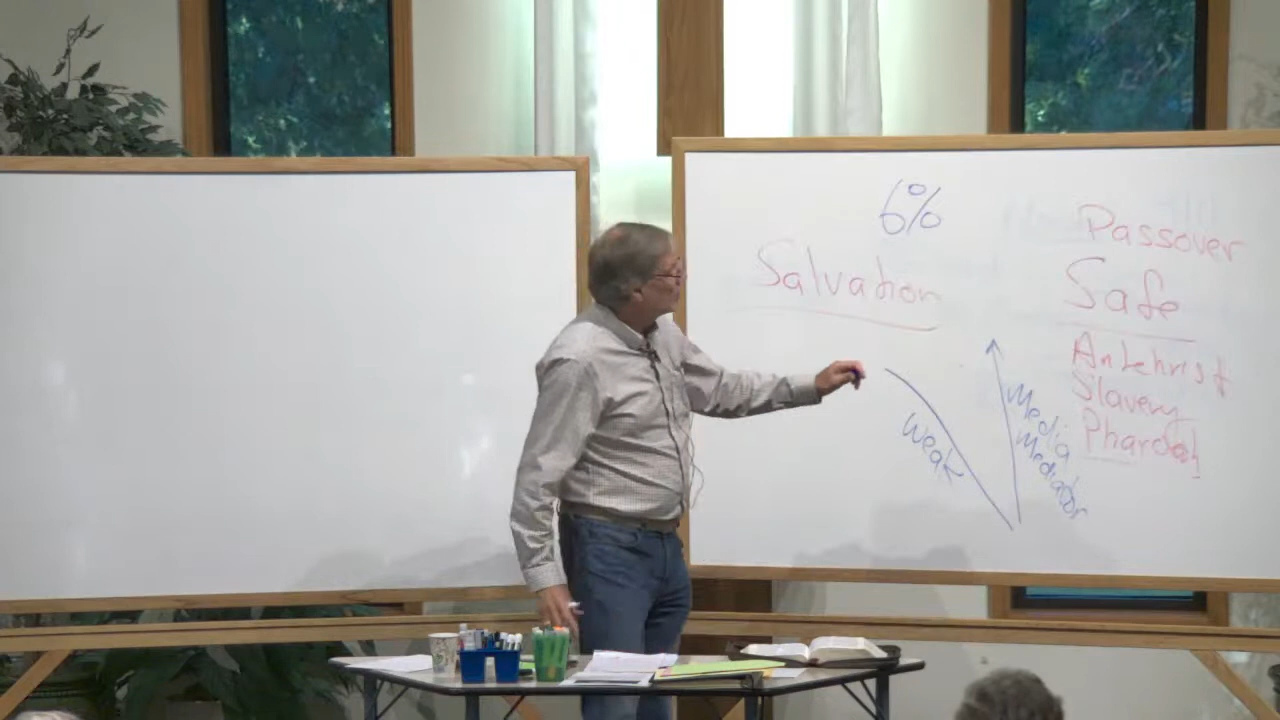 6%
Salvation
Passover
Safe
Antchrist
Slavery
Pharoah
Weak
Media
Mediator